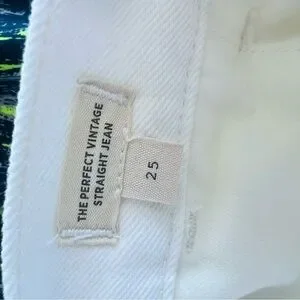 THE PERFECT VINTAGE
STRAIGHT JEAN
25